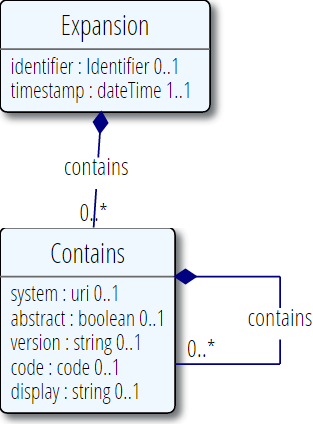 Expansion
identifier : Identifier 0..1
timestamp : dateTime 1..1
contains
0..*
Contains
system : uri 0..1
abstract : boolean 0..1
version : string 0..1
code : code 0..1
display : string 0..1
contains
0..*